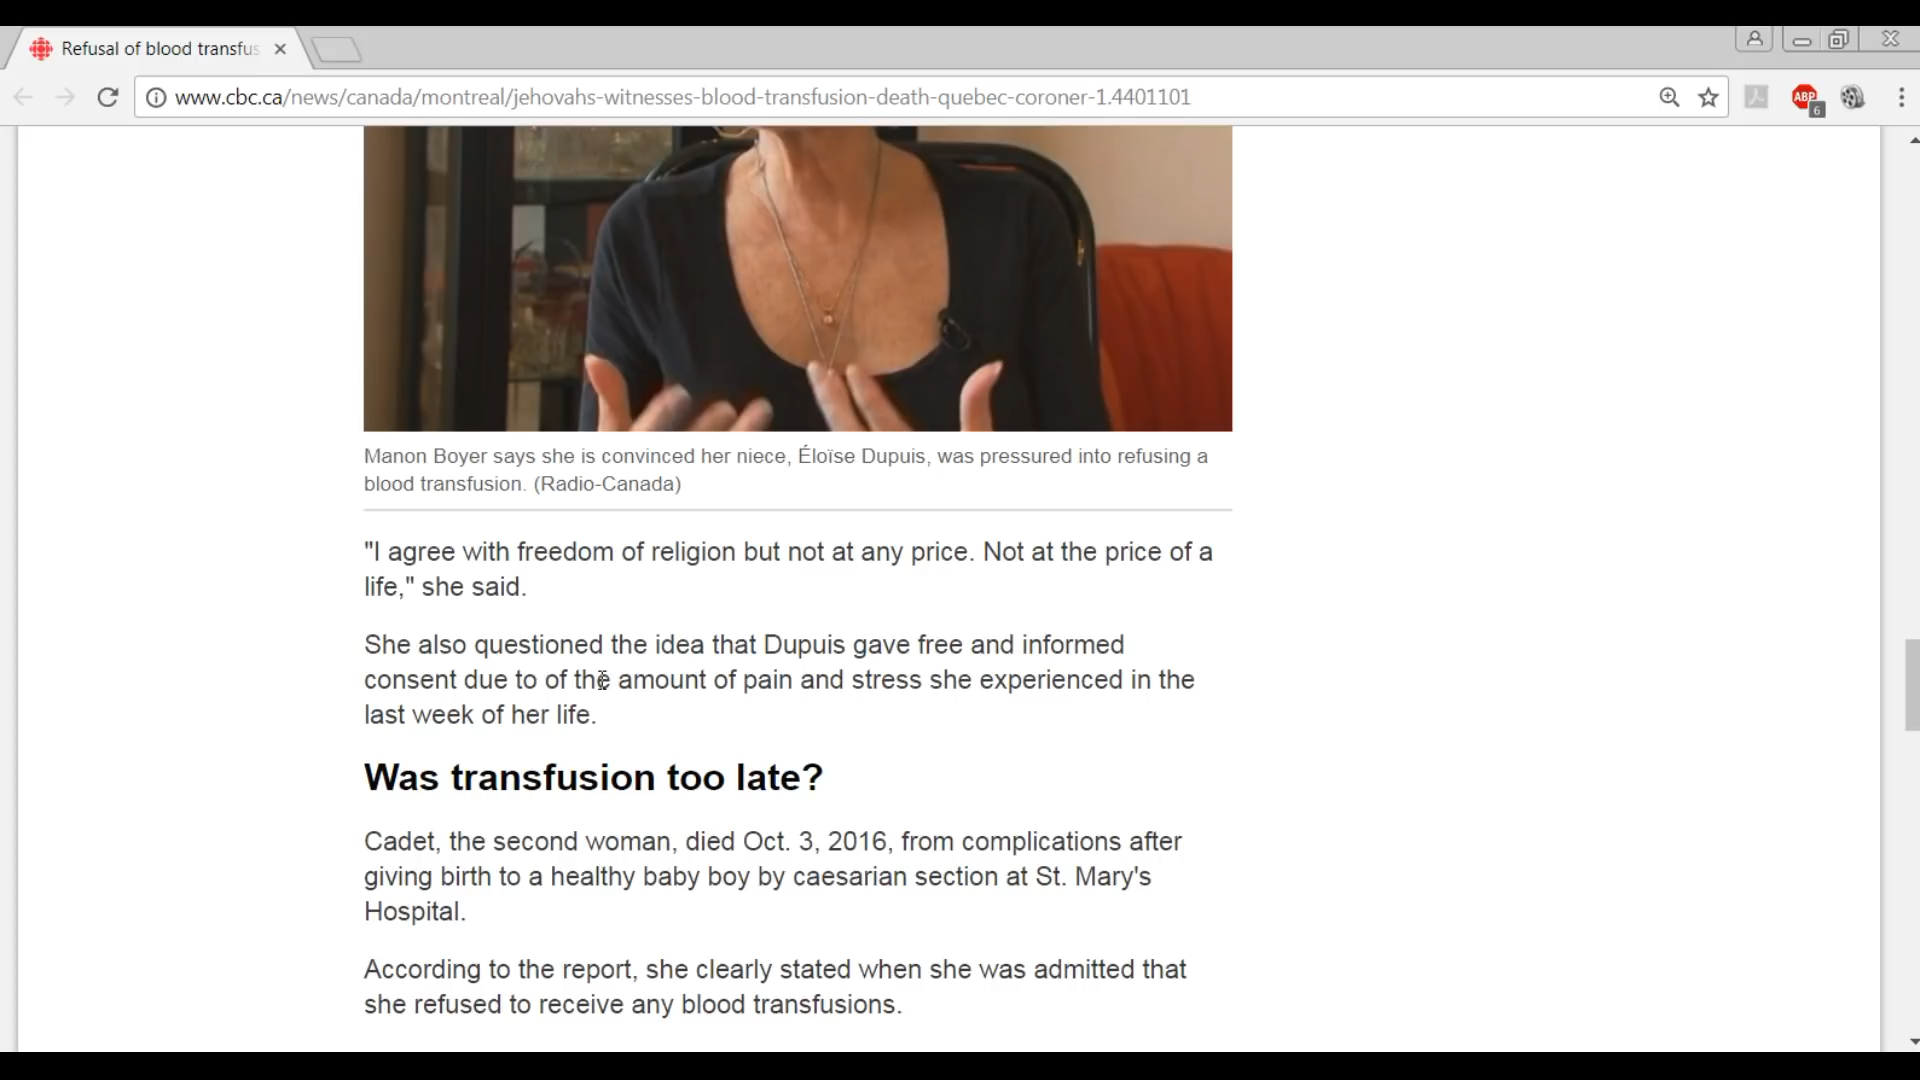 Refusal of blood transfus
www.cbc.ca/news/canada/montreal/jehovahs-witnesses-blood-transfusion-death-quebec-coroner-1.4401101
ABP
6
Manon Boyer says she is convinced her niece, Éloïse Dupuis, was pressured into refusing a
blood transfusion. (Radio-Canada)
"I agree with freedom of religion but not at any price. Not at the price of a
life," she said.
She also questioned the idea that Dupuis gave free and informed
consent due to of the amount of pain and stress she experienced in the
last week of her life.
Was transfusion too late?
Cadet, the second woman, died Oct. 3, 2016, from complications after
giving birth to a healthy baby boy by caesarian section at St. Mary's
Hospital.
According to the report, she clearly stated when she was admitted that
she refused to receive any blood transfusions.